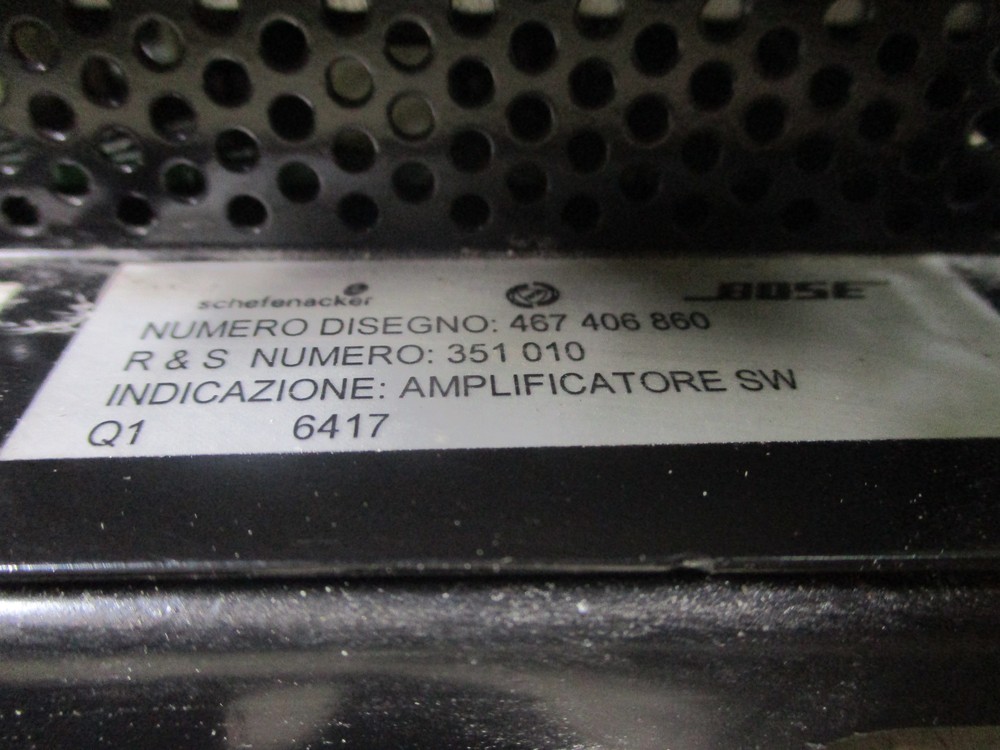 schefenacker BOSE
NUMERO DISEGNO: 467 406 860
R & S NUMERO: 351 010
INDICAZIONE: AMPLIFICATORE SW
Q1 6417